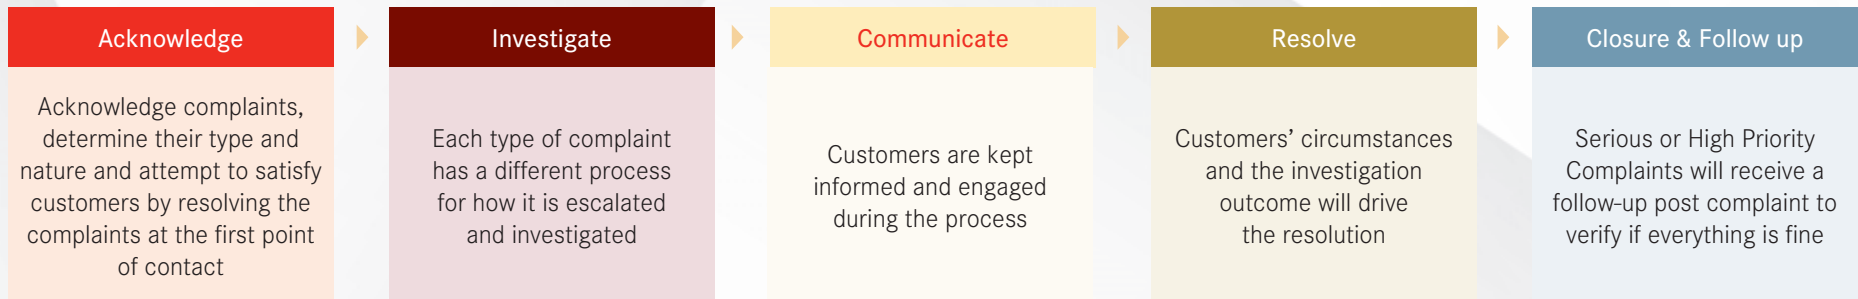 Acknowledge
Acknowledge complaints,
determine their type and
nature and attempt to satisfy
customers by resolving the
complaints at the first point
of contact
Investigate
Each type of complaint
has a different process
for how it is escalated
and investigated
Communicate
Customers are kept
informed and engaged
during the process
Resolve
Customers’ circumstances
and the investigation
outcome will drive
the resolution
Closure & Follow up
Serious or High Priority
Complaints will receive a
follow-up post complaint to
verify if everything is fine